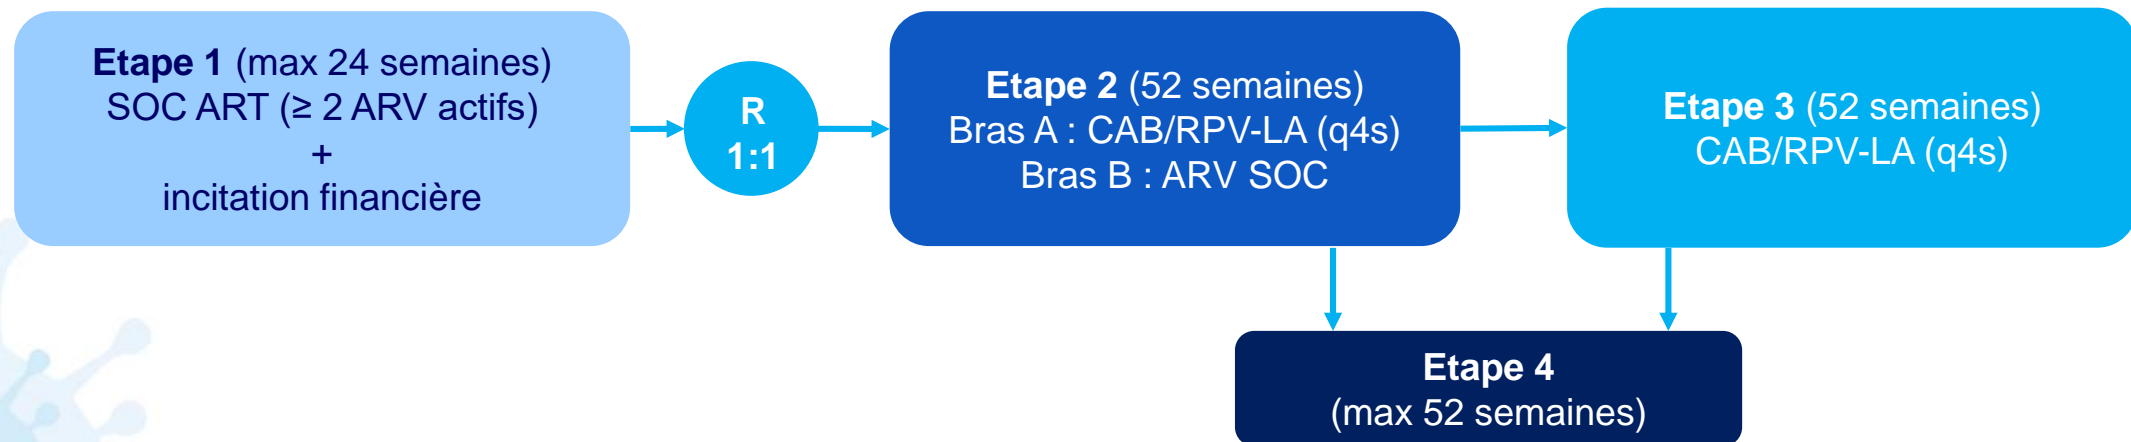 Etape 1 (max 24 semaines)
SOC ART (≥ 2 ARV actifs)
+
incitation financière
R
1:1
Etape 2 (52 semaines)
Bras A : CAB/RPV-LA (q4s)
Bras B : ARV SOC
Etape 3 (52 semaines)
CAB/RPV-LA (q4s)
Etape 4
(max 52 semaines)